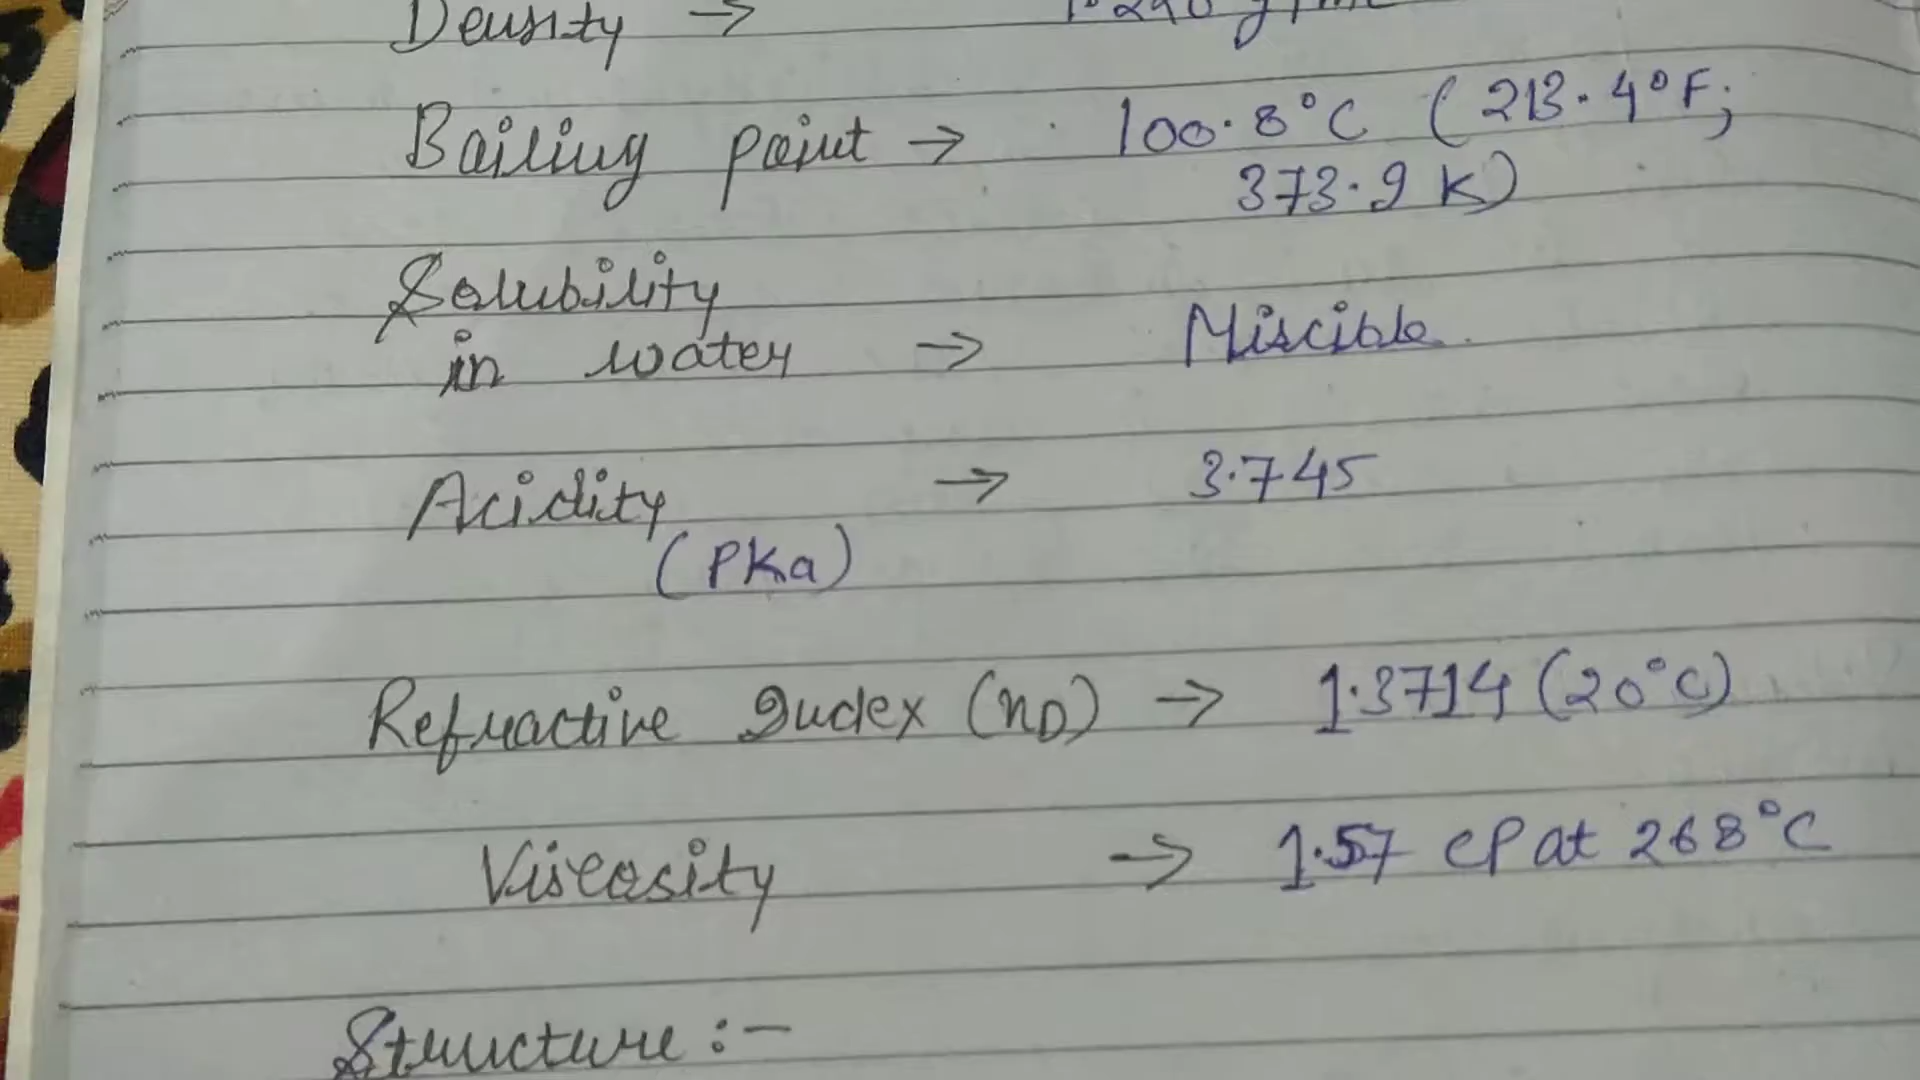 Density →
Boiling point → 100.8°C (213.4°F;
373.9 K)
Solubility
in water → Miscible
Acidity → 3.745
(PKa)
Refractive Index (nD) → 1.3714 (20°C)
Viscosity → 1.57 cP at 268°C
Structure :-